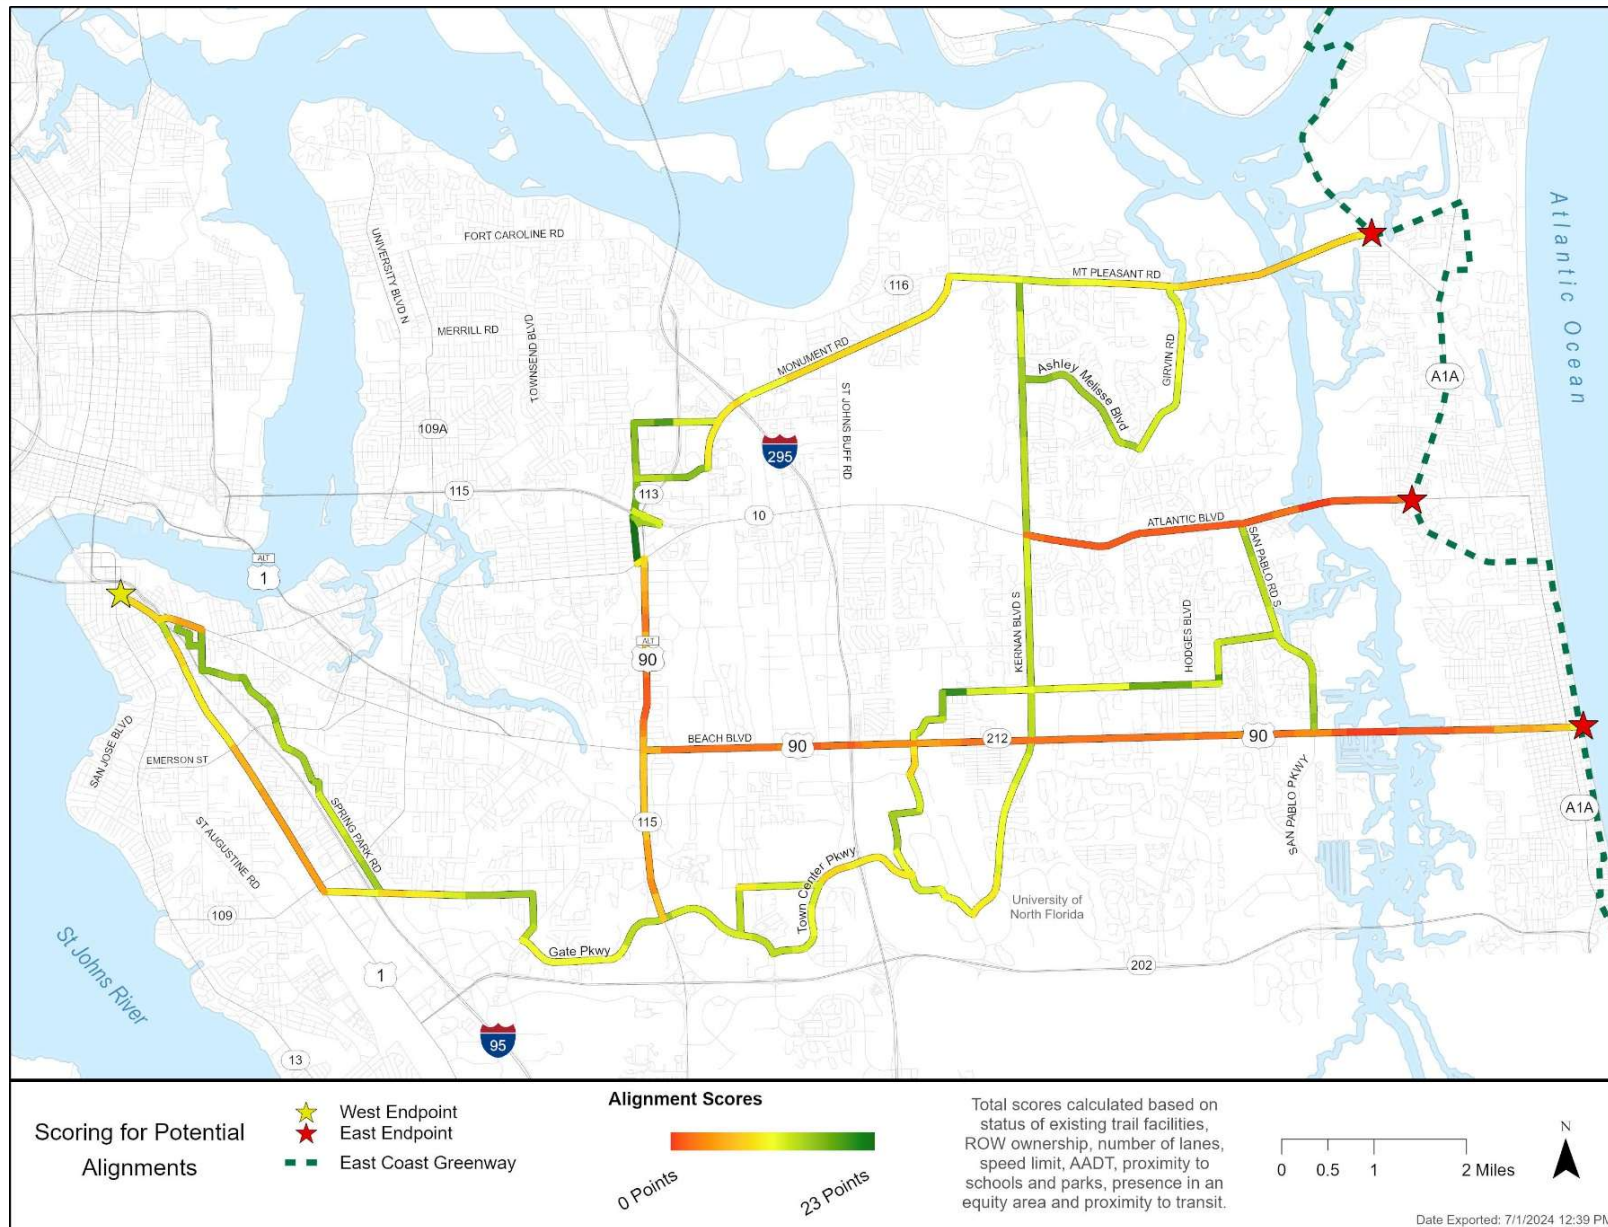 Atlantic Ocean
FORT CAROLINE RD
UNIVERSITY BLVD N
MT PLEASANT RD
116
MERRILL RD
TOWNSEND BLVD
MONUMENT RD
GIRVIN RD
Ashley Melisse Blvd
A1A
ST JOHNS BUFF RD
109A
295
115
113
10
ATLANTIC BLVD
SAN PABLO RD S
ALT
1
KERNAN BLVD S
HODGES BLVD
ALT
90
SAN JOSE BLVD
BEACH BLVD
90
212
90
EMERSON ST
SPRING PARK RD
SAN PABLO PKWY
A1A
115
ST AUGUSTINE RD
Town Center Pkwy
University of
North Florida
109
Gate Pkwy
St Johns River
1
202
95
13
Scoring for Potential
Alignments
West Endpoint
East Endpoint
East Coast Greenway
Alignment Scores
0 Points
23 Points
Total scores calculated based on
status of existing trail facilities,
ROW ownership, number of lanes,
speed limit, AADT, proximity to
schools and parks, presence in an
equity area and proximity to transit.
0 0.5 1 2 Miles
N
Date Exported: 7/1/2024 12:39 PM